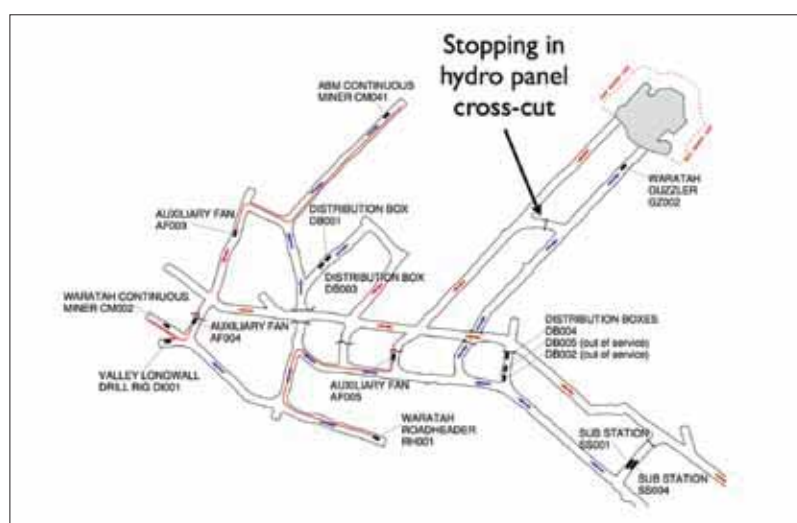 Stopping in
hydro panel
cross-cut
ABM CONTINUOUS
MINER CM041
WARATAH
GUZZLER
GZ002
AUXILIARY FAN
AF003
DISTRIBUTION BOX
DB001
DISTRIBUTION BOX
DB003
WARATAH CONTINUOUS
MINER CM002
AUXILIARY FAN
AF004
DISTRIBUTION BOXES
DB004
DB005 (out of service)
DB002 (out of service)
VALLEY LONGWALL
DRILL RIG DI001
AUXILIARY FAN
AF005
WARATAH
ROADHEADER
RH001
SUB STATION
SS001
SUB STATION
SS004